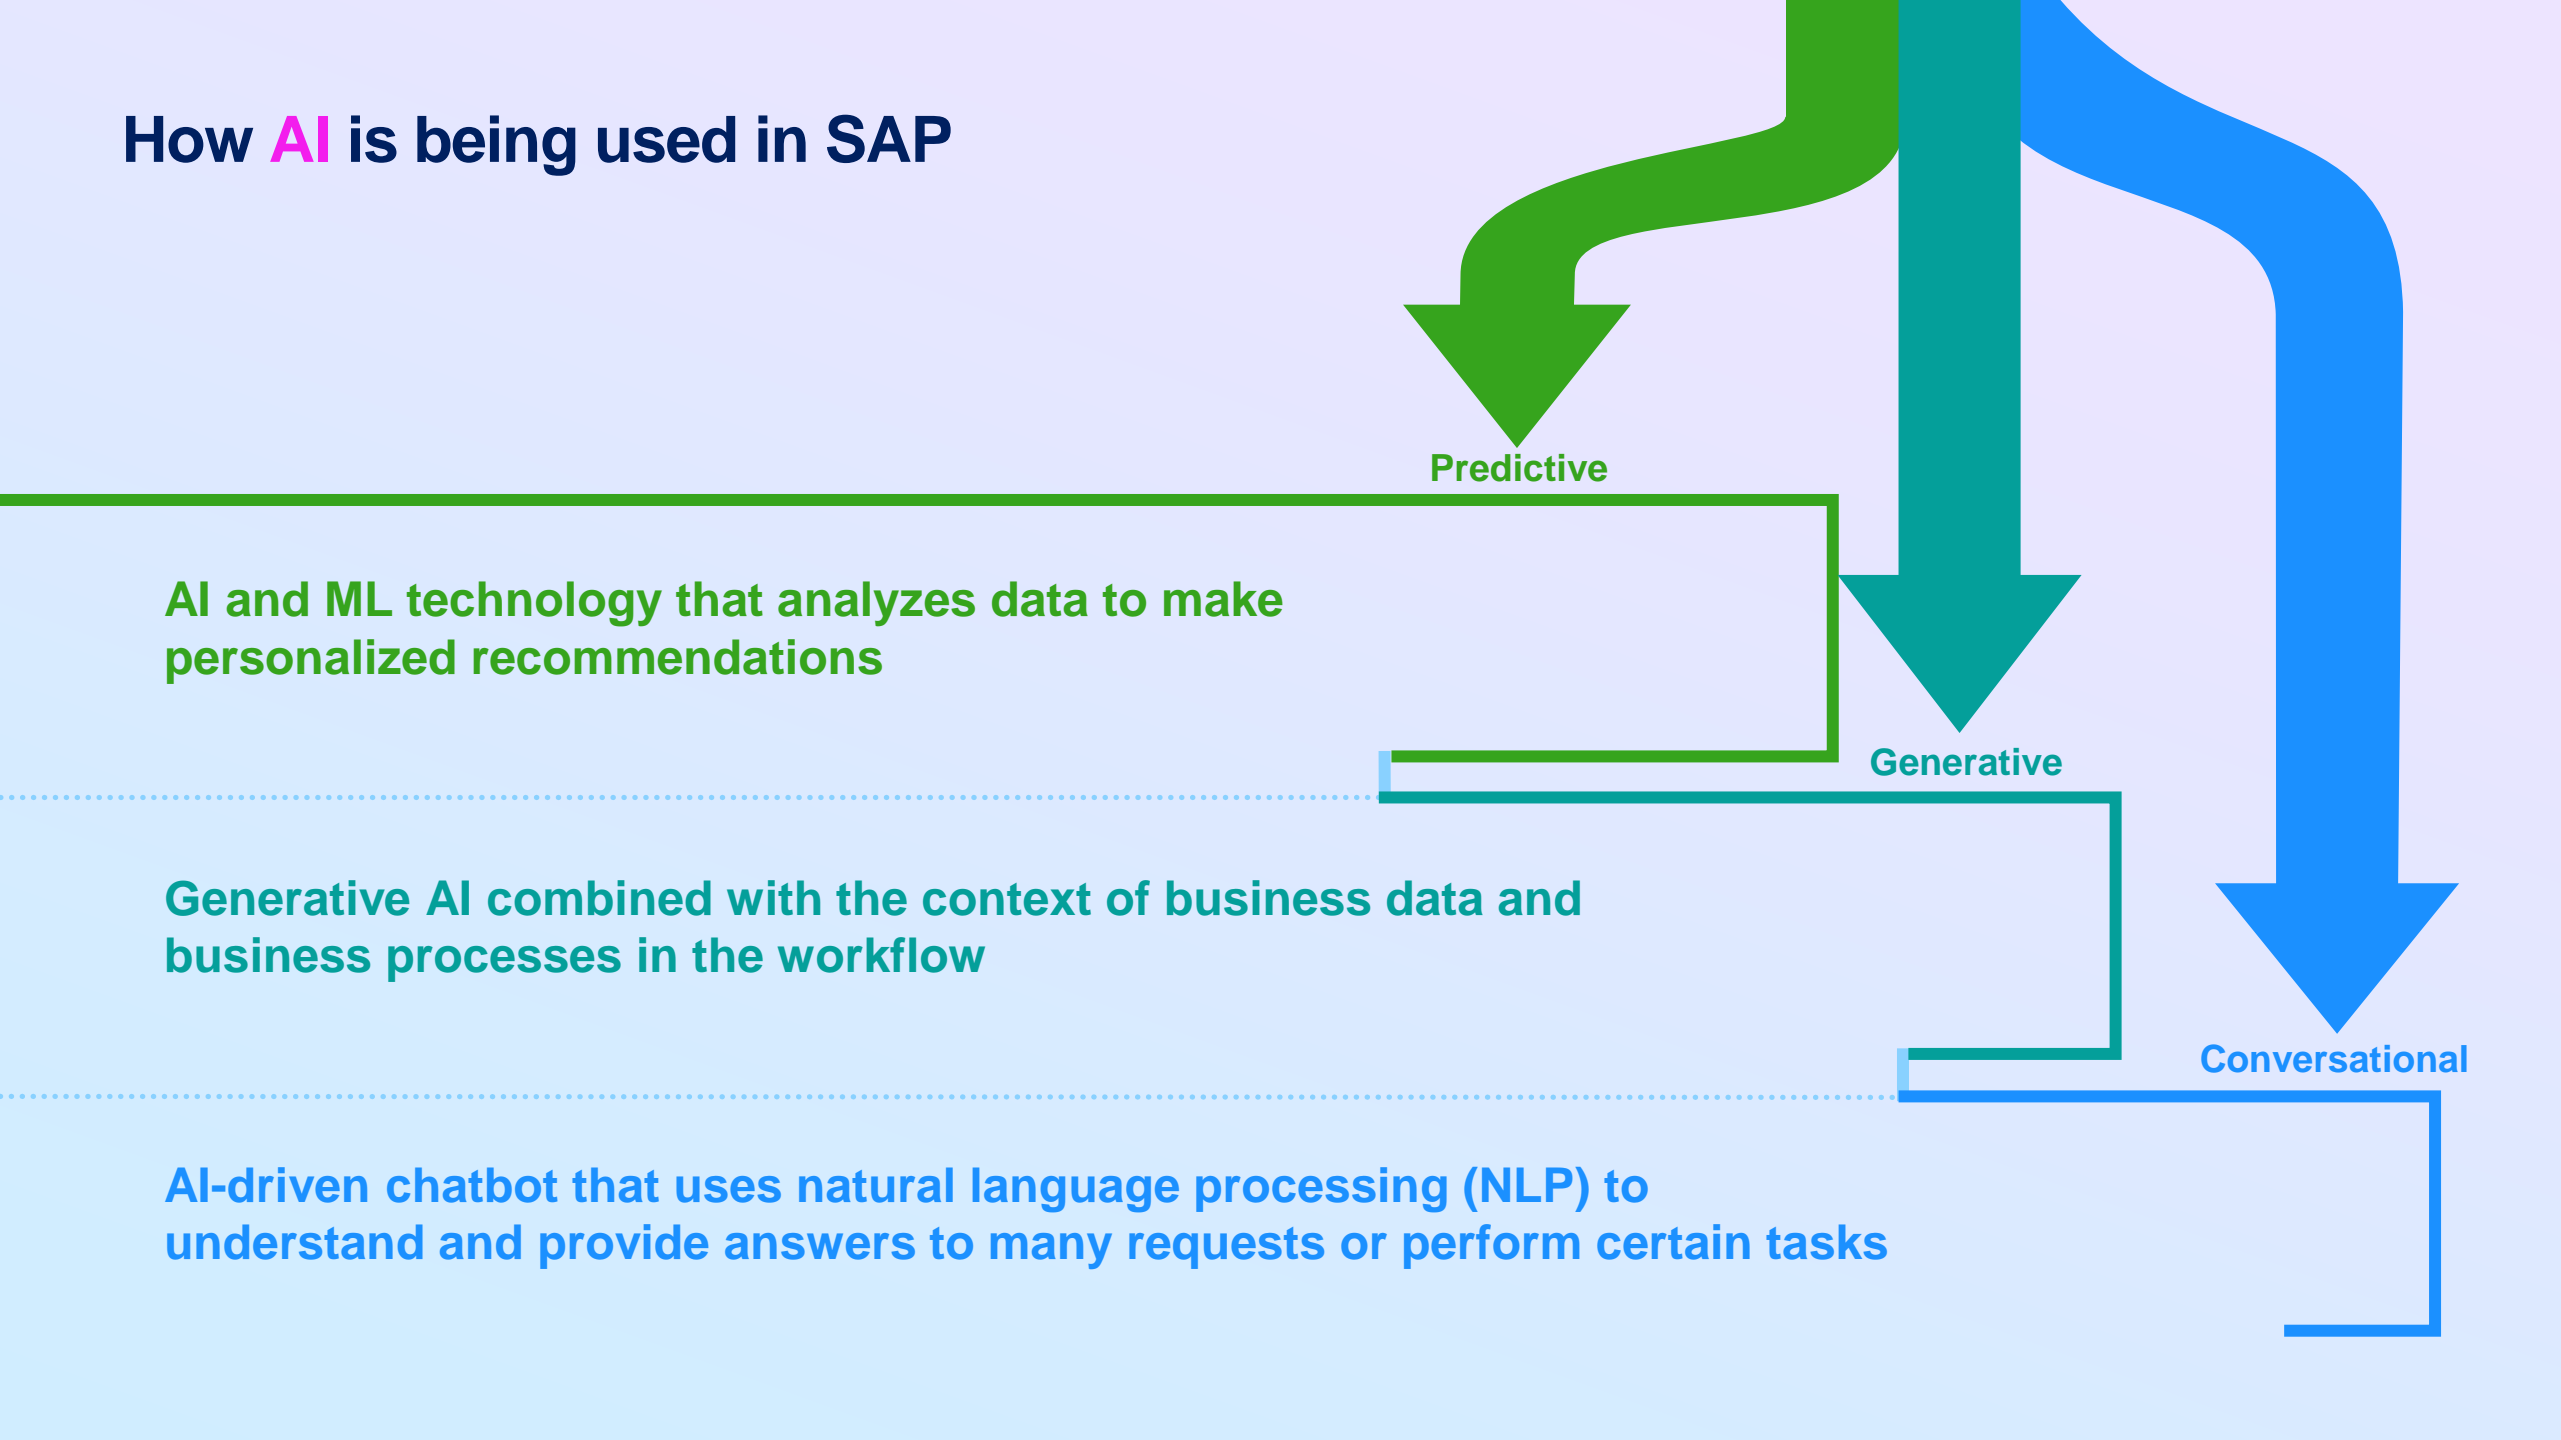 How AI is being used in SAP
Predictive
AI and ML technology that analyzes data to make
personalized recommendations
Generative
Generative AI combined with the context of business data and
business processes in the workflow
Conversational
AI-driven chatbot that uses natural language processing (NLP) to
understand and provide answers to many requests or perform certain tasks